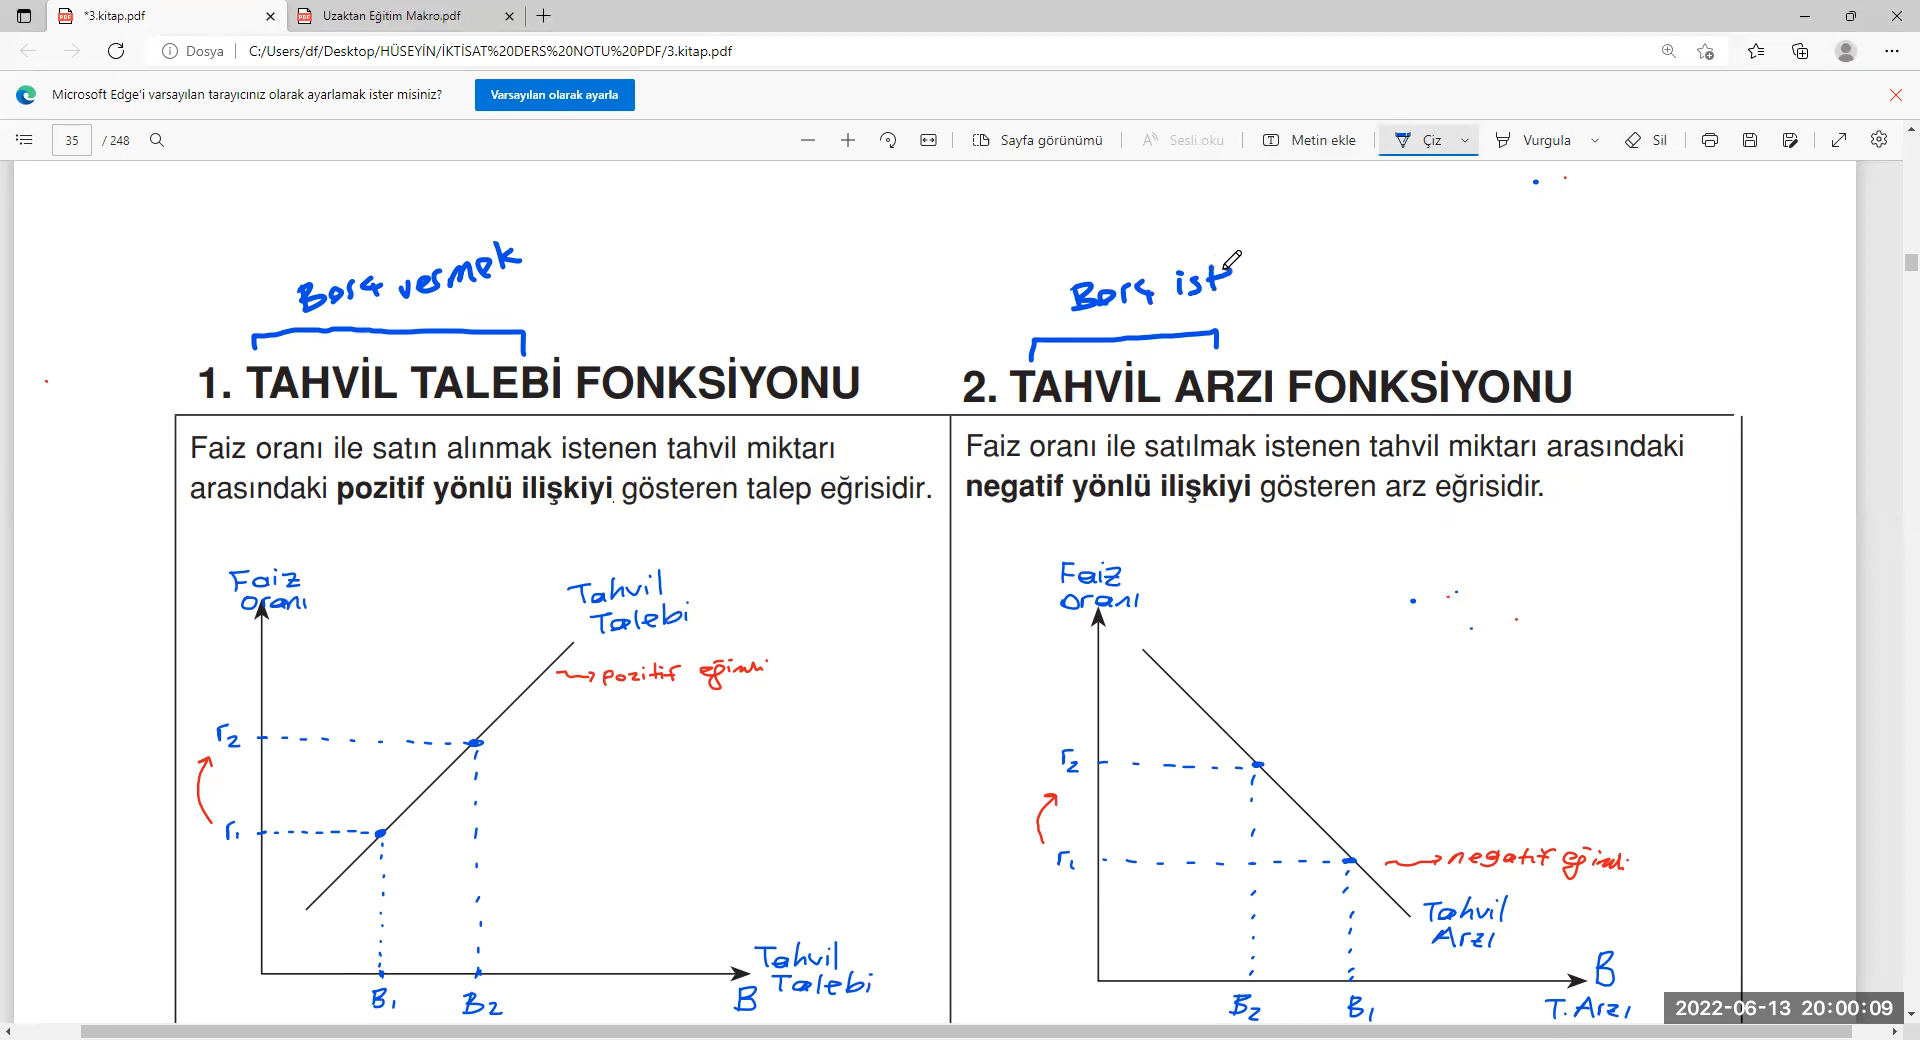 *3.kitap.pdf
Uzaktan Eğitim Makro.pdf
Dosya
C:/Users/df/Desktop/HÜSEYİN/İKTİSAT%20DERS%20NOTU%20PDF/3.kitap.pdf
Microsoft Edge'i varsayılan tarayıcınız olarak ayarlamak ister misiniz?
Varsayılan olarak ayarla
35 / 248
Sayfa görünümü
Sesli oku
Metin ekle
Çiz
Vurgula
Sil
Borç vermek
Borç ist
1. TAHVİL TALEBİ FONKSİYONU
2. TAHVİL ARZI FONKSİYONU
Faiz oranı ile satın alınmak istenen tahvil miktarı
arasındaki pozitif yönlü ilişkiyi gösteren talep eğrisidir.
Faiz oranı ile satılmak istenen tahvil miktarı arasındaki
negatif yönlü ilişkiyi gösteren arz eğrisidir.
Faiz
oranı
Tahvil
Talebi
pozitif eğimli
r2
r1
B1
B2
B
Tahvil
Talebi
Faiz
oranı
r2
r1
negatif eğimli
Tahvil
Arzı
B
B2
B1
T. Arzı
2022-06-13 20:00:09